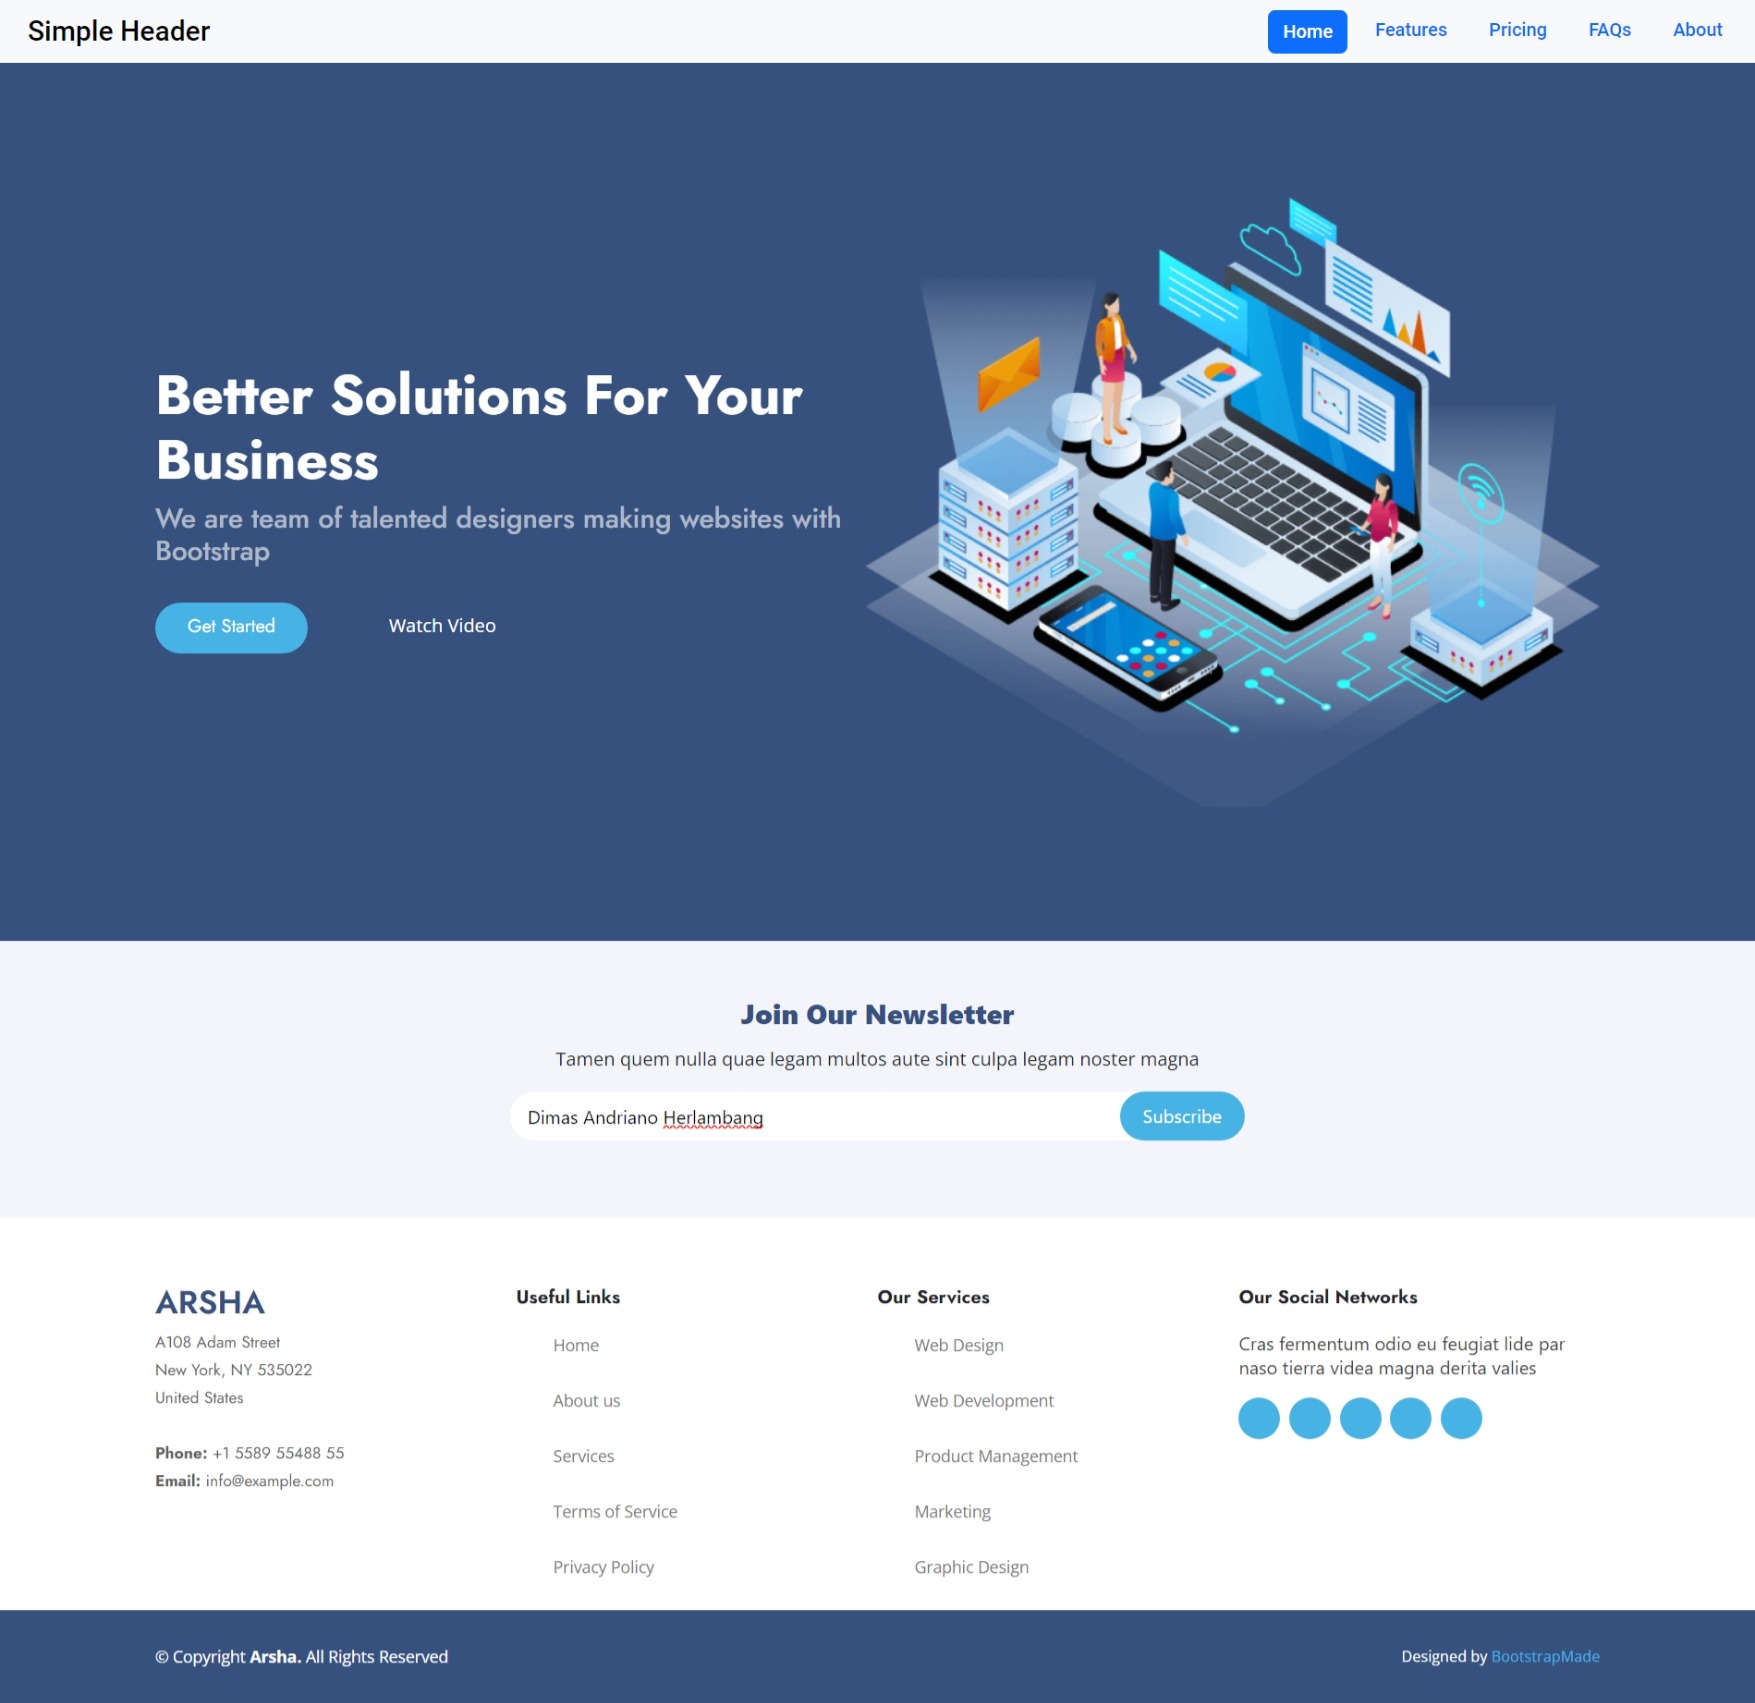 Simple Header
Home
Features
Pricing
FAQs
About
Better Solutions For Your
Business
We are team of talented designers making websites with
Bootstrap
Get Started
Watch Video
Join Our Newsletter
Tamen quem nulla quae legam multos aute sint culpa legam noster magna
Dimas Andriano Herlambang
Subscribe
ARSHA
A108 Adam Street
New York, NY 535022
United States
Phone: +1 5589 55488 55
Email: info@example.com
Useful Links
Home
About us
Services
Terms of Service
Privacy Policy
Our Services
Web Design
Web Development
Product Management
Marketing
Graphic Design
Our Social Networks
Cras fermentum odio eu feugiat lide par
naso tierra videa magna derita valies
© Copyright Arsha. All Rights Reserved
Designed by BootstrapMade